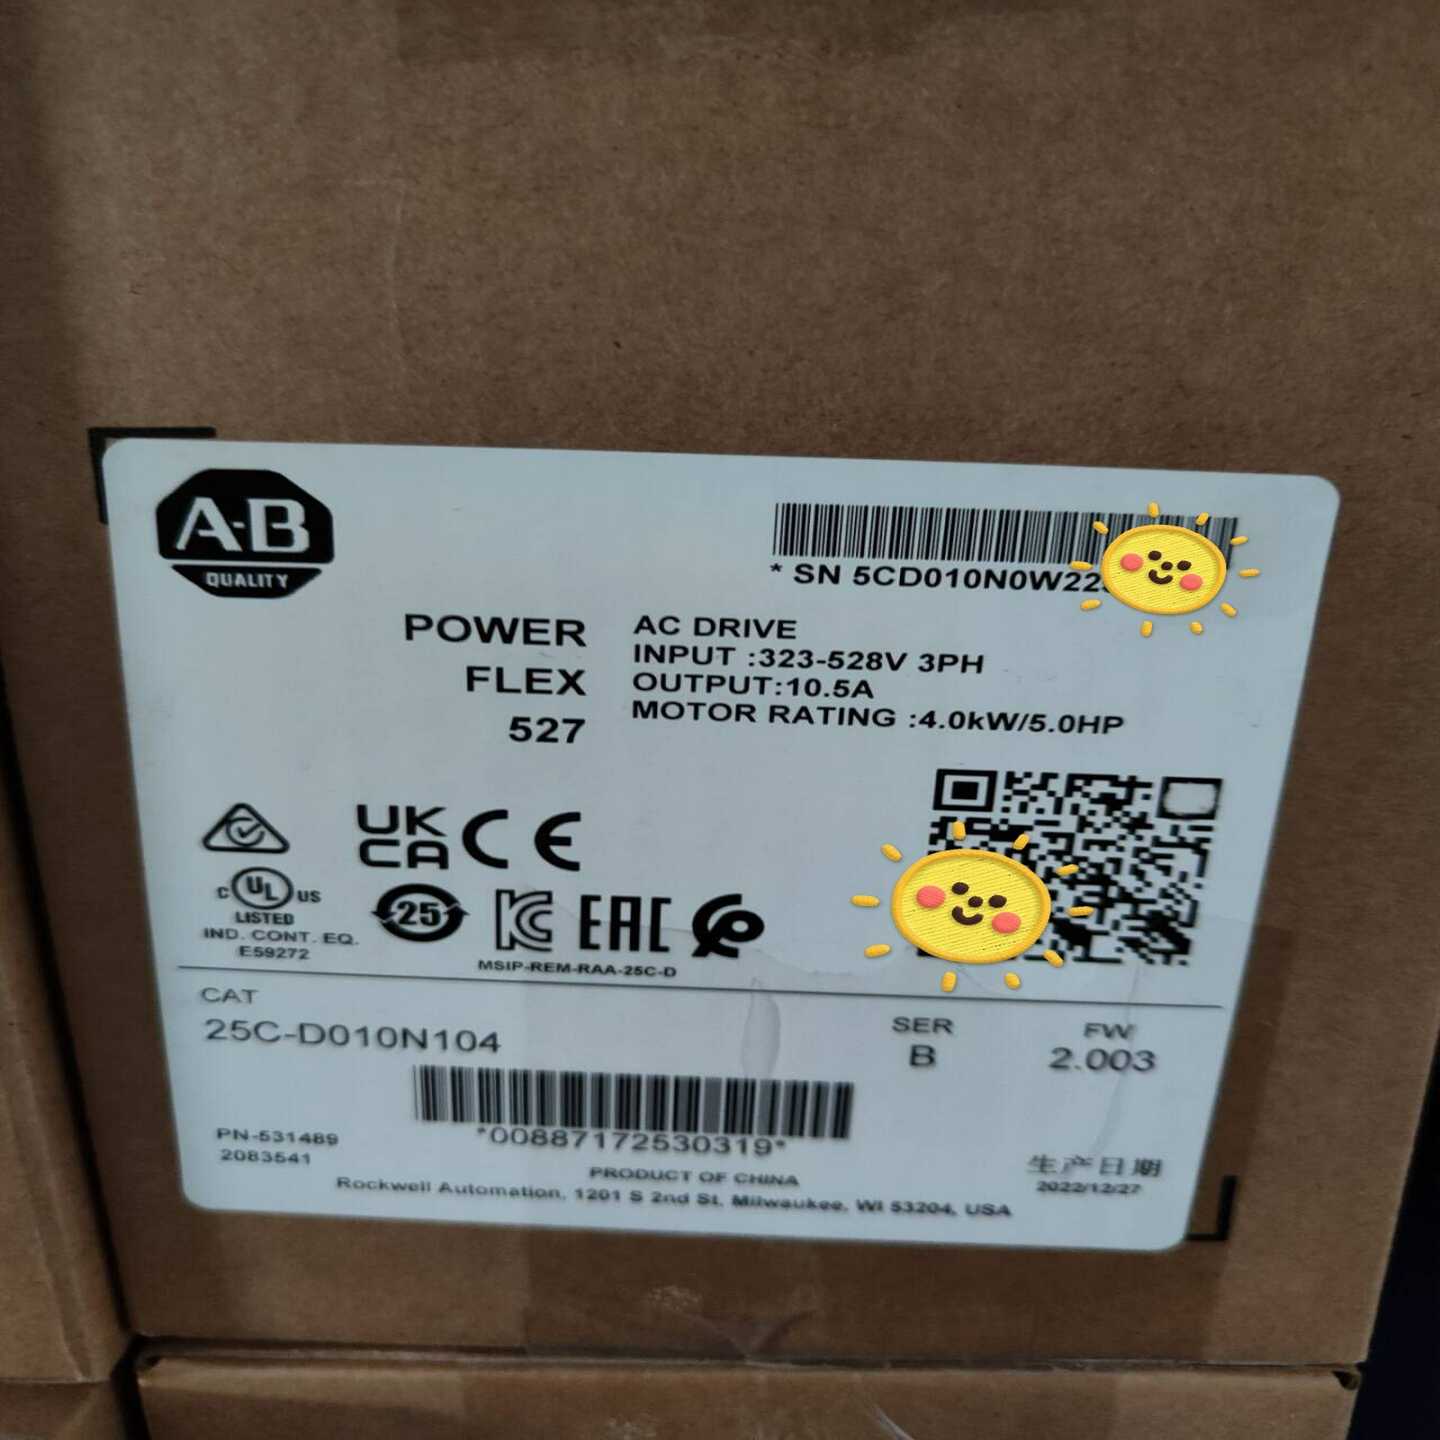 A-B
QUALITY
* SN 5CD010N0W22
POWER
FLEX
527
AC DRIVE
INPUT :323-528V 3PH
OUTPUT:10.5A
MOTOR RATING :4.0kW/5.0HP
UK
CA
CE
C UL US
LISTED
IND. CONT. EQ.
E59272
25
KC
EAC
MSIP-REM-RAA-25C-D
CAT
25C-D010N104
SER
B
FW
2.003
*00887172530319*
PN-531489
2083541
PRODUCT OF CHINA
Rockwell Automation, 1201 S 2nd St. Milwaukee, WI 53204, USA
生产日期
2022/12/27